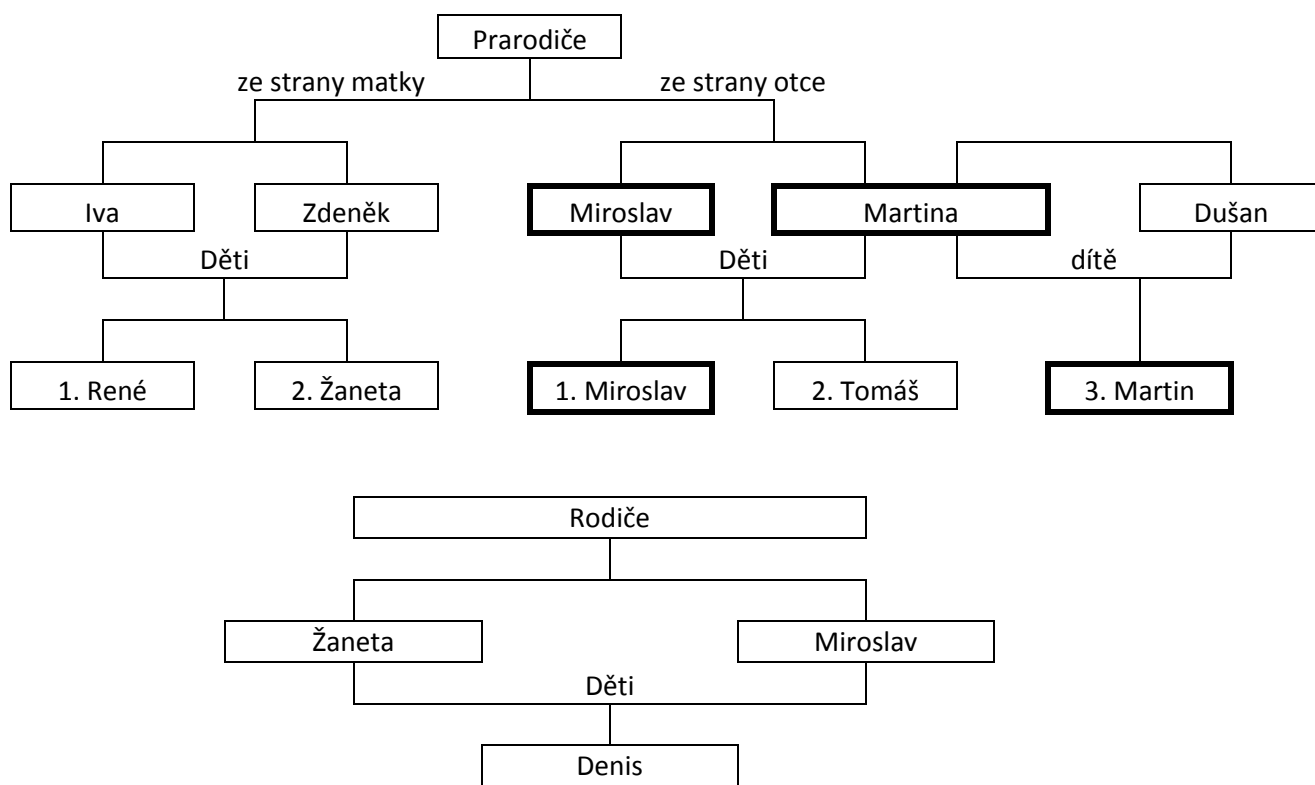 Prarodiče
ze strany matky ze strany otce
Iva Zdeněk Miroslav Martina Dušan
Děti Děti dítě
1. René 2. Žaneta 1. Miroslav 2. Tomáš 3. Martin
Rodiče
Žaneta Miroslav
Děti
Denis